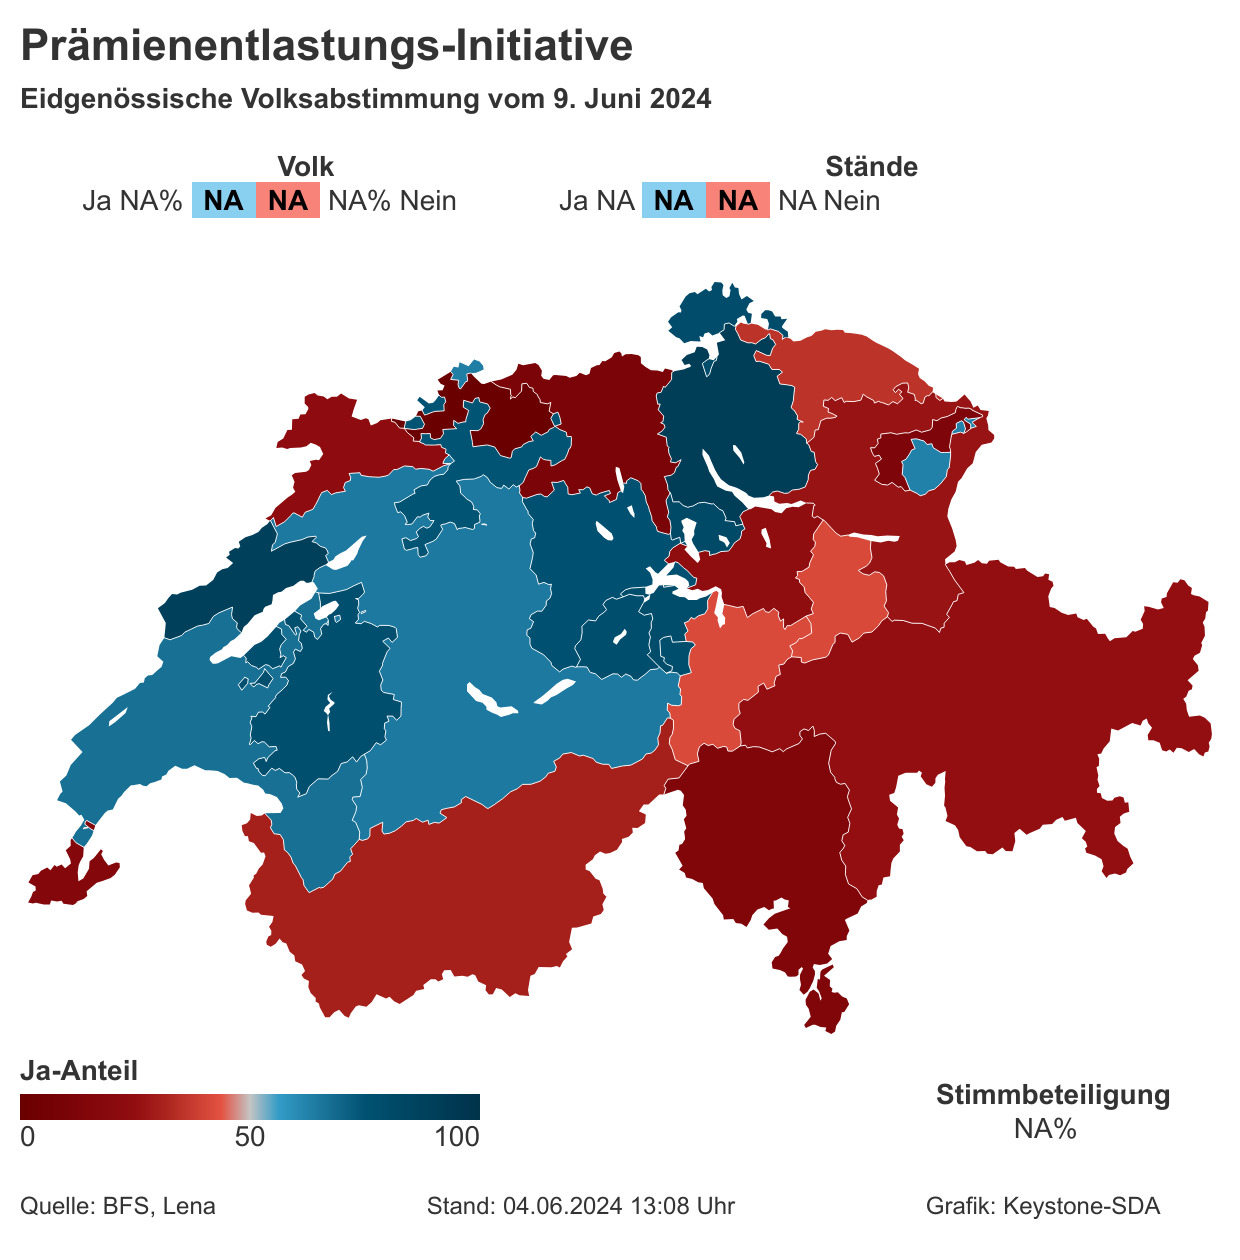 Prämienentlastungs-Initiative
Eidgenössische Volksabstimmung vom 9. Juni 2024
Volk
Ja NA% NA NA NA% Nein
Stände
Ja NA NA NA NA Nein
Ja-Anteil
0 50 100
Stimmbeteiligung
NA%
Quelle: BFS, Lena
Stand: 04.06.2024 13:08 Uhr
Grafik: Keystone-SDA